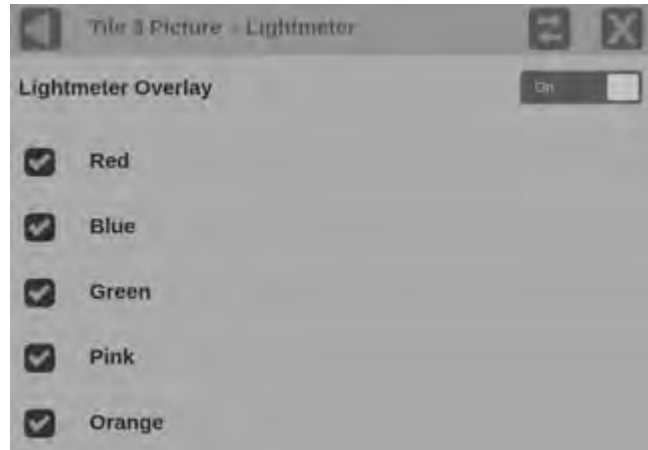 Tile 3 Picture - Lightmeter
Lightmeter Overlay On
Red
Blue
Green
Pink
Orange